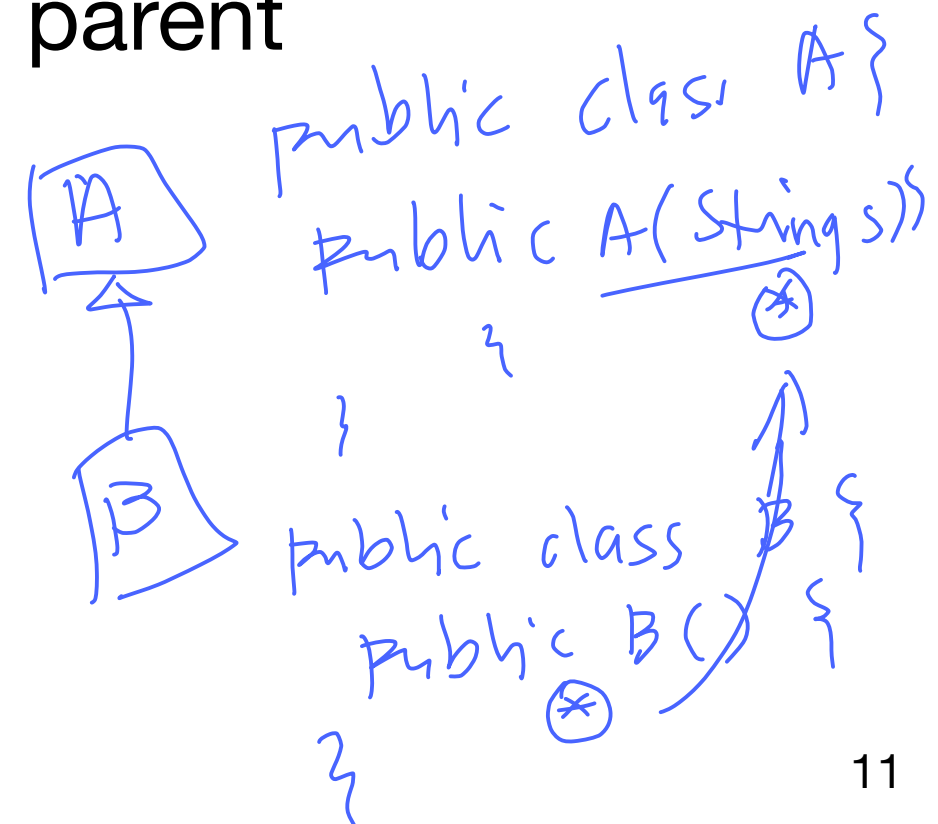 parent
public class A {
A
public A(String s) {
*
}
}
B
public class B {
public B() {
*
}
11